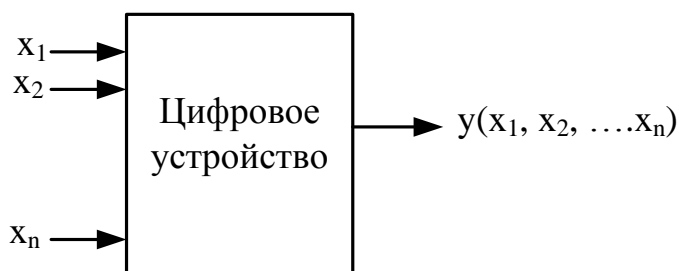 x₁
x₂
Цифровое
устройство
y(x₁, x₂, ….xₙ)
xₙ